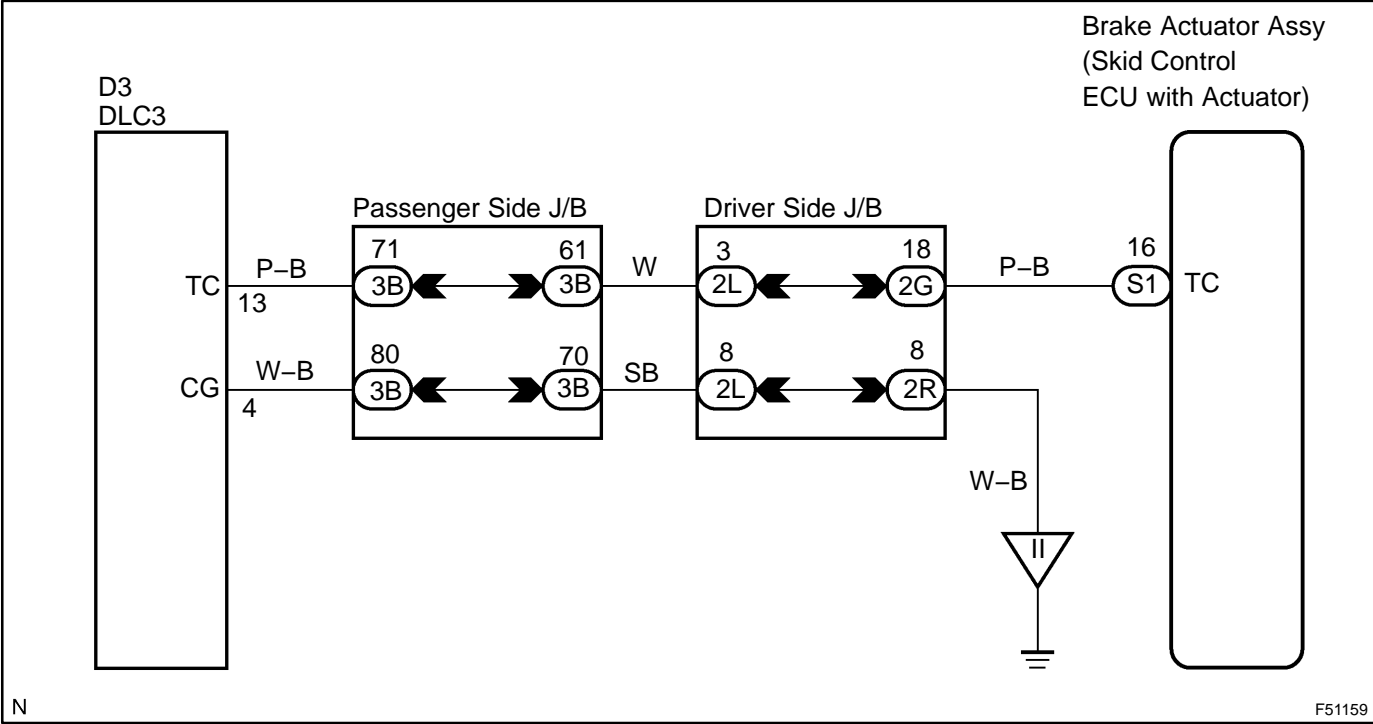 Brake Actuator Assy
(Skid Control
ECU with Actuator)
D3
DLC3
Passenger Side J/B
Driver Side J/B
71
61
3
18
16
TC
P–B
3B
3B
W
2L
2G
P–B
S1
TC
13
80
70
8
8
CG
W–B
3B
3B
SB
2L
2R
4
W–B
II
N
F51159